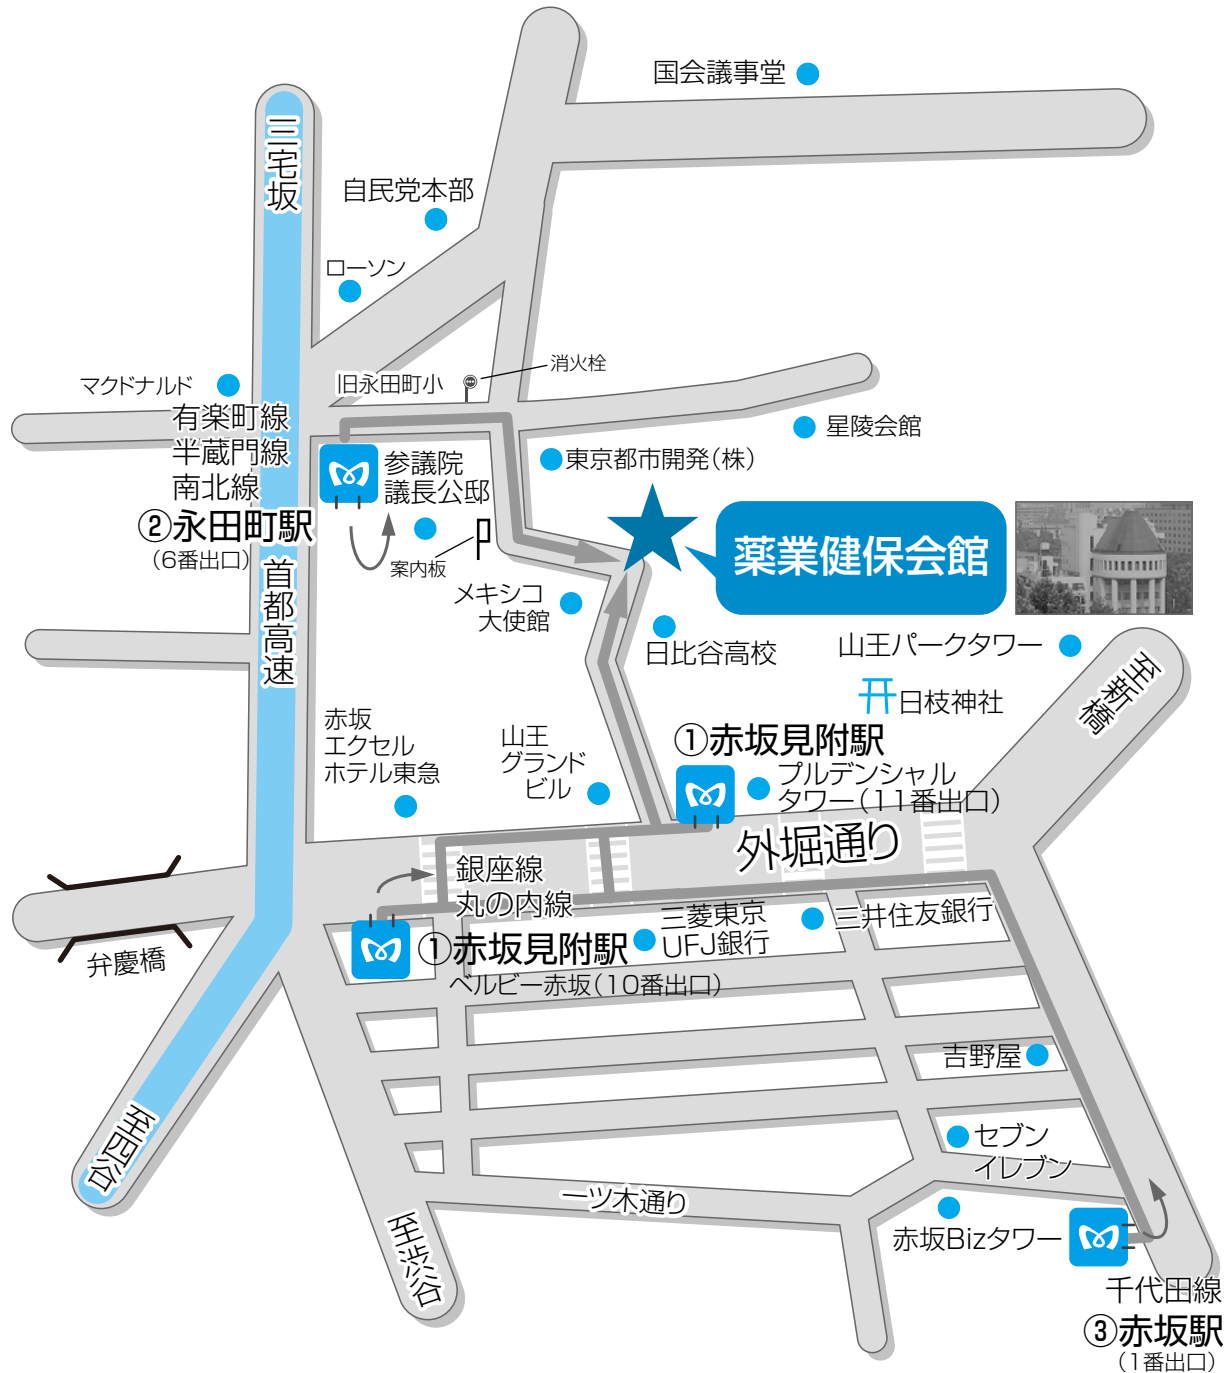 国会議事堂
三宅坂
自民党本部
ローソン
消火栓
マクドナルド
旧永田町小
有楽町線
半蔵門線
南北線
②永田町駅
(6番出口)
星陵会館
参議院
議長公邸
東京都市開発(株)
薬業健保会館
案内板
首都高速
メキシコ
大使館
日比谷高校
山王パークタワー
至新橋
日枝神社
赤坂
エクセル
ホテル東急
山王
グランド
ビル
①赤坂見附駅
プルデンシャル
タワー(11番出口)
外堀通り
銀座線
丸の内線
三菱東京
UFJ銀行
三井住友銀行
弁慶橋
①赤坂見附駅
ベルビー赤坂(10番出口)
吉野屋
至四谷
セブン
イレブン
一ツ木通り
至渋谷
赤坂Bizタワー
千代田線
③赤坂駅
(1番出口)